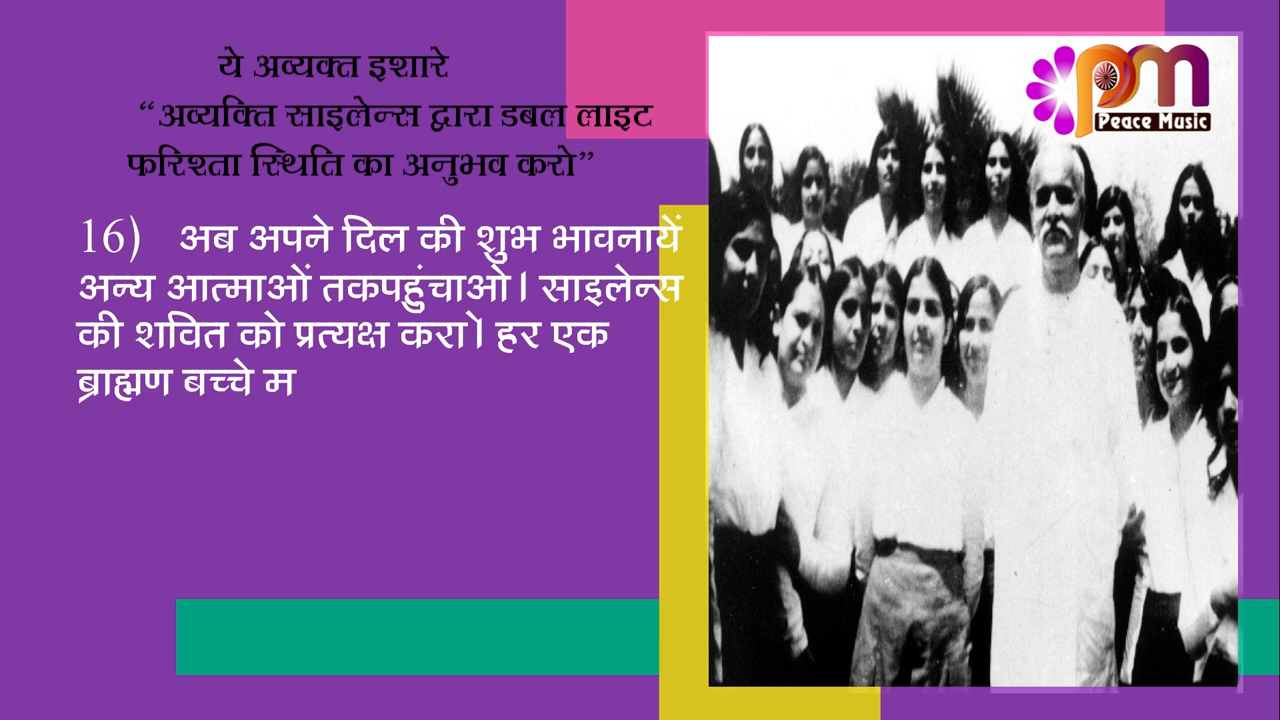 ये अव्यक्त इशारे
“अव्यक्ति साइलेन्स द्वारा डबल लाइट
फरिश्ता स्थिति का अनुभव करो”
16) अब अपने दिल की शुभ भावनायें
अन्य आत्माओं तकपहुंचाओ। साइलेन्स
की शक्ति को प्रत्यक्ष करो। हर एक
ब्राह्मण बच्चे म
pm
Peace Music